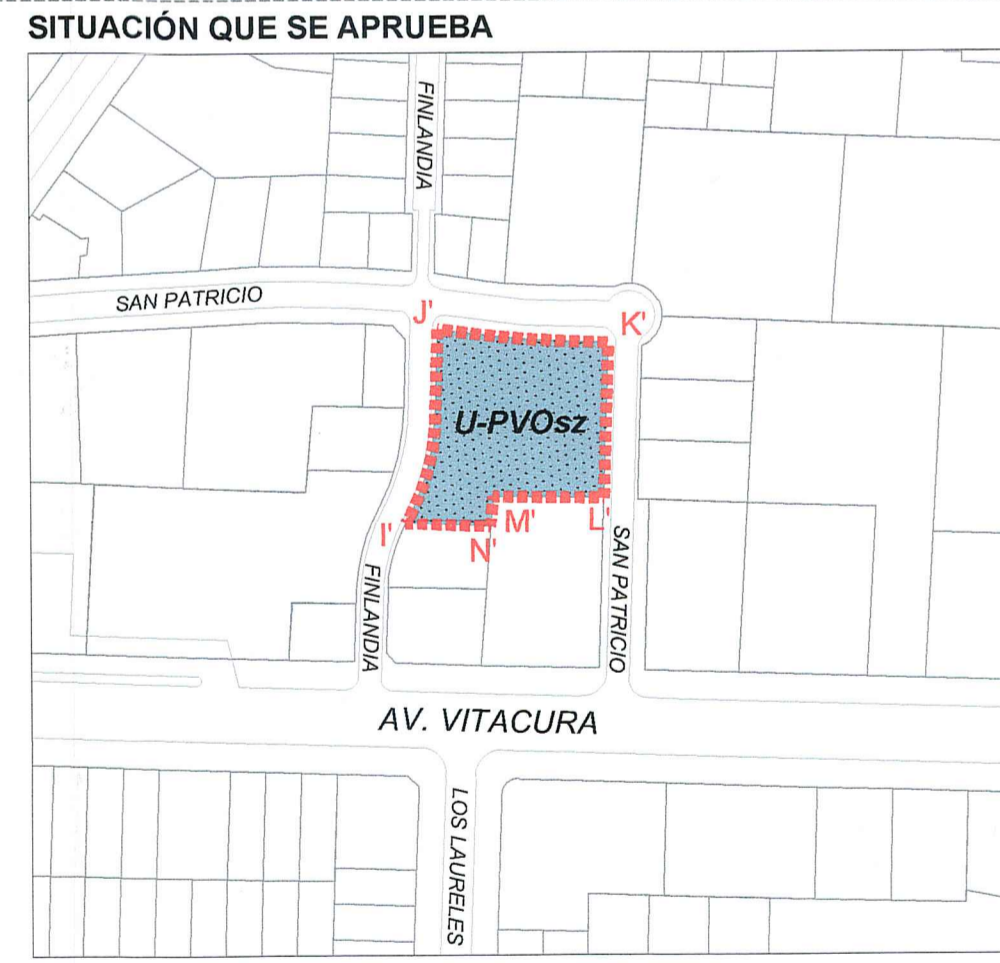 SITUACIÓN QUE SE APRUEBA
FINLANDIA
SAN PATRICIO
J'
K'
U-PVOsz
I'
N'
M'
L'
FINLANDIA
SAN PATRICIO
AV. VITACURA
LOS LAURELES